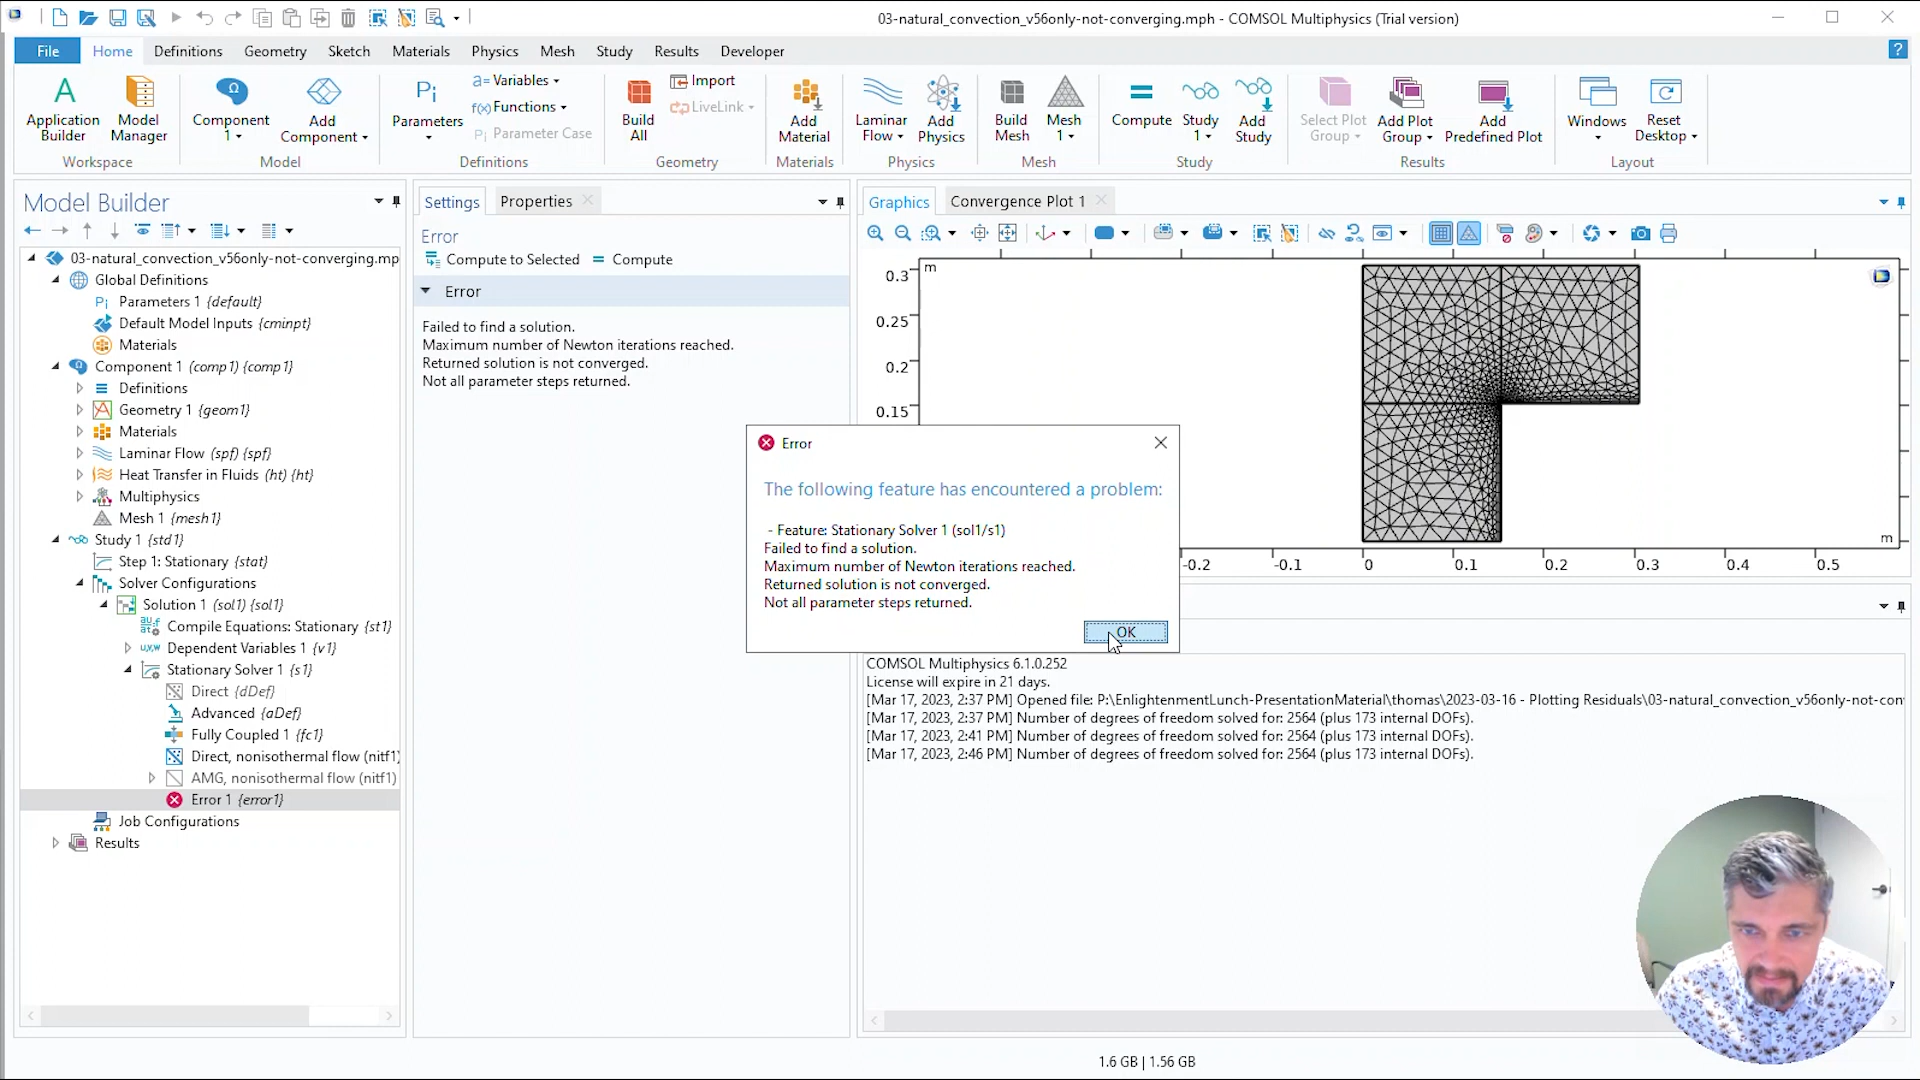 03-natural_convection_v56only-not-converging.mph - COMSOL Multiphysics (Trial version)
File Home Definitions Geometry Sketch Materials Physics Mesh Study Results Developer
?
Application Builder
Model Manager
Workspace
Component 1
Add Component
Model
Parameters
a= Variables
f(x) Functions
Pi Parameter Case
Definitions
Build All
Import
LiveLink
Geometry
Add Material
Materials
Laminar Flow
Add Physics
Physics
Build Mesh
Mesh 1
Mesh
Compute
Study 1
Add Study
Study
Select Plot Group
Add Plot Group
Add Predefined Plot
Results
Windows
Reset Desktop
Layout
Model Builder
03-natural_convection_v56only-not-converging.mp
Global Definitions
Pi Parameters 1 {default}
Default Model Inputs {cminpt}
Materials
Component 1 (comp1) {comp1}
Definitions
Geometry 1 {geom1}
Materials
Laminar Flow (spf) {spf}
Heat Transfer in Fluids (ht) {ht}
Multiphysics
Mesh 1 {mesh1}
Study 1 {std1}
Step 1: Stationary {stat}
Solver Configurations
Solution 1 (sol1) {sol1}
Compile Equations: Stationary {st1}
u,v,w Dependent Variables 1 {v1}
Stationary Solver 1 {s1}
Direct {dDef}
Advanced {aDef}
Fully Coupled 1 {fc1}
Direct, nonisothermal flow (nitf1)
AMG, nonisothermal flow (nitf1)
Error 1 {error1}
Job Configurations
Results
Settings Properties
Error
Compute to Selected = Compute
Error
Failed to find a solution.
Maximum number of Newton iterations reached.
Returned solution is not converged.
Not all parameter steps returned.
Graphics Convergence Plot 1
m
0.3
0.25
0.2
0.15
m
-0.2 -0.1 0 0.1 0.2 0.3 0.4 0.5
Error
The following feature has encountered a problem:
- Feature: Stationary Solver 1 (sol1/s1)
Failed to find a solution.
Maximum number of Newton iterations reached.
Returned solution is not converged.
Not all parameter steps returned.
OK
COMSOL Multiphysics 6.1.0.252
License will expire in 21 days.
[Mar 17, 2023, 2:37 PM] Opened file: P:\EnlightenmentLunch-PresentationMaterial\thomas\2023-03-16 - Plotting Residuals\03-natural_convection_v56only-not-con
[Mar 17, 2023, 2:37 PM] Number of degrees of freedom solved for: 2564 (plus 173 internal DOFs).
[Mar 17, 2023, 2:41 PM] Number of degrees of freedom solved for: 2564 (plus 173 internal DOFs).
[Mar 17, 2023, 2:46 PM] Number of degrees of freedom solved for: 2564 (plus 173 internal DOFs).
1.6 GB | 1.56 GB